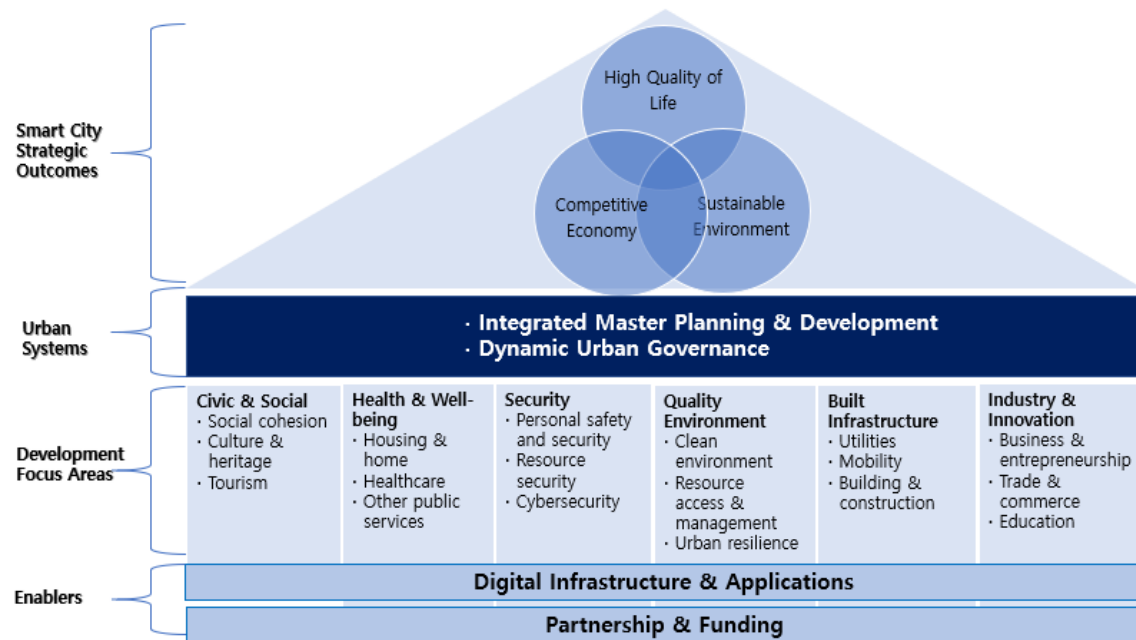 Smart City
Strategic
Outcomes
High Quality of
Life
Competitive
Economy
Sustainable
Environment
Urban
Systems
· Integrated Master Planning & Development
· Dynamic Urban Governance
Development
Focus Areas
Civic & Social
· Social cohesion
· Culture &
heritage
· Tourism
Health & Well-
being
· Housing &
home
· Healthcare
· Other public
services
Security
· Personal safety
and security
· Resource
security
· Cybersecurity
Quality
Environment
· Clean
environment
· Resource
access &
management
· Urban resilience
Built
Infrastructure
· Utilities
· Mobility
· Building &
construction
Industry &
Innovation
· Business &
entrepreneurship
· Trade &
commerce
· Education
Enablers
Digital Infrastructure & Applications
Partnership & Funding